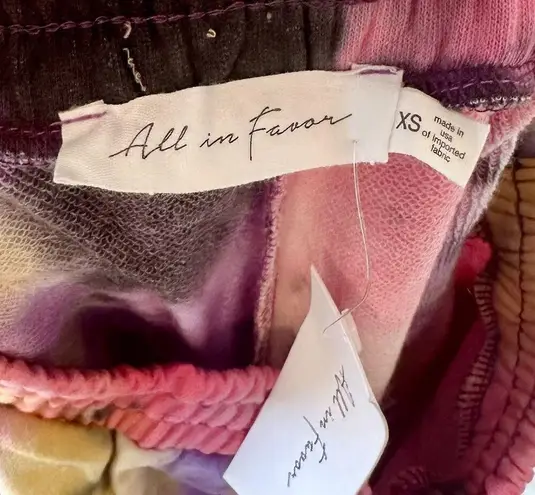 All in Favor
XS
made in
usa
of imported
fabric
All in Favor